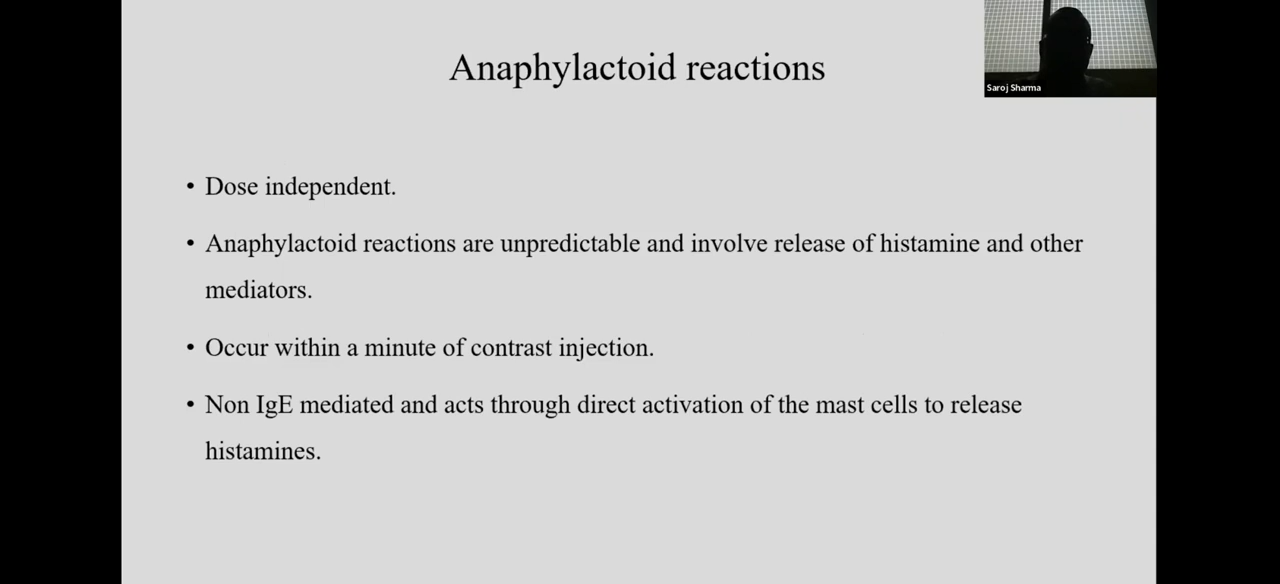 Anaphylactoid reactions
Saroj Sharma
• Dose independent.
• Anaphylactoid reactions are unpredictable and involve release of histamine and other
mediators.
• Occur within a minute of contrast injection.
• Non IgE mediated and acts through direct activation of the mast cells to release
histamines.